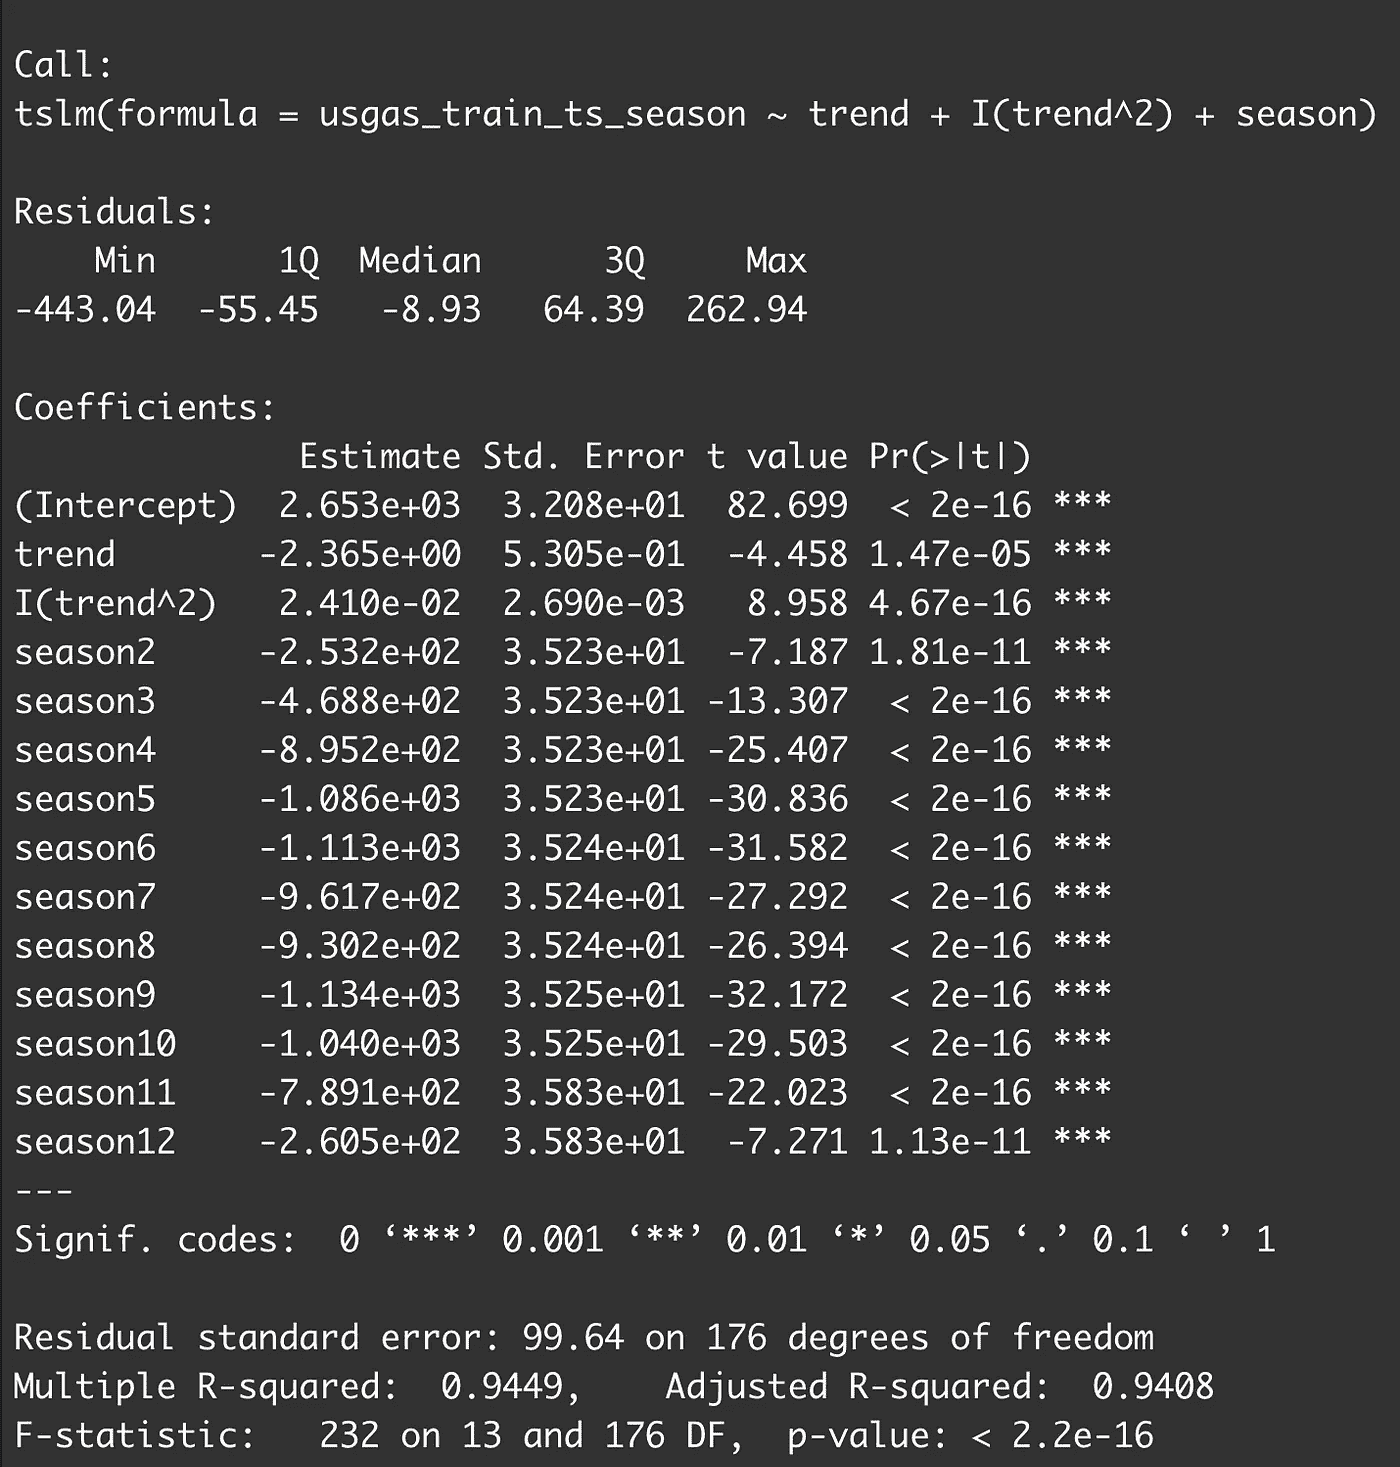 Call:
tslm(formula = usgas_train_ts_season ~ trend + I(trend^2) + season)
Residuals:
Min 1Q Median 3Q Max
-443.04 -55.45 -8.93 64.39 262.94
Coefficients:
Estimate Std. Error t value Pr(>|t|)
(Intercept) 2.653e+03 3.208e+01 82.699 < 2e-16 ***
trend -2.365e+00 5.305e-01 -4.458 1.47e-05 ***
I(trend^2) 2.410e-02 2.690e-03 8.958 4.67e-16 ***
season2 -2.532e+02 3.523e+01 -7.187 1.81e-11 ***
season3 -4.688e+02 3.523e+01 -13.307 < 2e-16 ***
season4 -8.952e+02 3.523e+01 -25.407 < 2e-16 ***
season5 -1.086e+03 3.523e+01 -30.836 < 2e-16 ***
season6 -1.113e+03 3.524e+01 -31.582 < 2e-16 ***
season7 -9.617e+02 3.524e+01 -27.292 < 2e-16 ***
season8 -9.302e+02 3.524e+01 -26.394 < 2e-16 ***
season9 -1.134e+03 3.525e+01 -32.172 < 2e-16 ***
season10 -1.040e+03 3.525e+01 -29.503 < 2e-16 ***
season11 -7.891e+02 3.583e+01 -22.023 < 2e-16 ***
season12 -2.605e+02 3.583e+01 -7.271 1.13e-11 ***
---
Signif. codes: 0 ‘***’ 0.001 ‘**’ 0.01 ‘*’ 0.05 ‘.’ 0.1 ‘ ’ 1
Residual standard error: 99.64 on 176 degrees of freedom
Multiple R-squared: 0.9449, Adjusted R-squared: 0.9408
F-statistic: 232 on 13 and 176 DF, p-value: < 2.2e-16